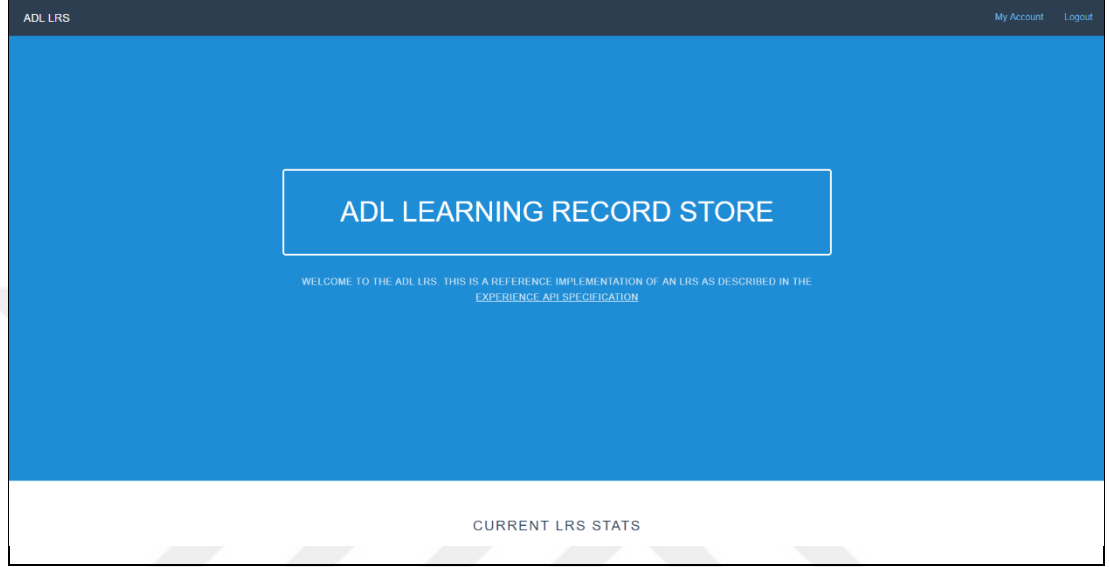 ADL LRS
My Account Logout
ADL LEARNING RECORD STORE
WELCOME TO THE ADL LRS. THIS IS A REFERENCE IMPLEMENTATION OF AN LRS AS DESCRIBED IN THE
EXPERIENCE API SPECIFICATION
CURRENT LRS STATS